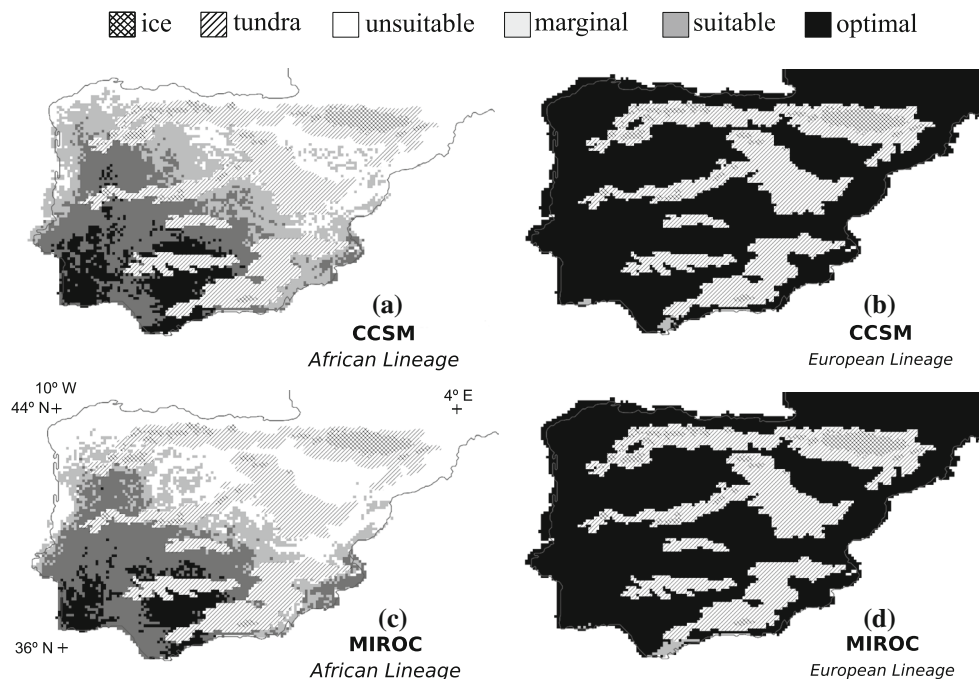 ice tundra unsuitable marginal suitable optimal
(a)
CCSM
African Lineage
(b)
CCSM
European Lineage
10º W
44º N +
4º E
+
36º N +
(c)
MIROC
African Lineage
(d)
MIROC
European Lineage